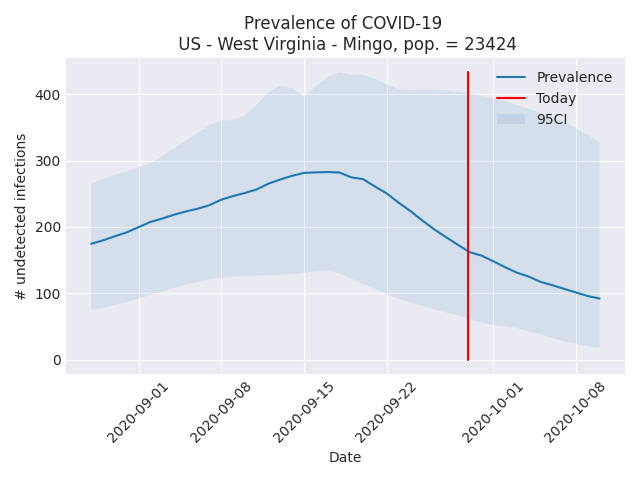 Prevalence of COVID-19
US - West Virginia - Mingo, pop. = 23424
# undetected infections
400
300
200
100
0
Prevalence
Today
95CI
2020-09-01
2020-09-08
2020-09-15
2020-09-22
2020-10-01
2020-10-08
Date